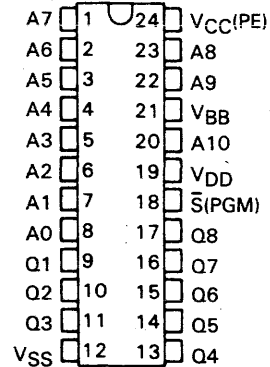 A7 1 24 VCC(PE)
A6 2 23 A8
A5 3 22 A9
A4 4 21 VBB
A3 5 20 A10
A2 6 19 VDD
A1 7 18 S̄(PGM)
A0 8 17 Q8
Q1 9 16 Q7
Q2 10 15 Q6
Q3 11 14 Q5
VSS 12 13 Q4